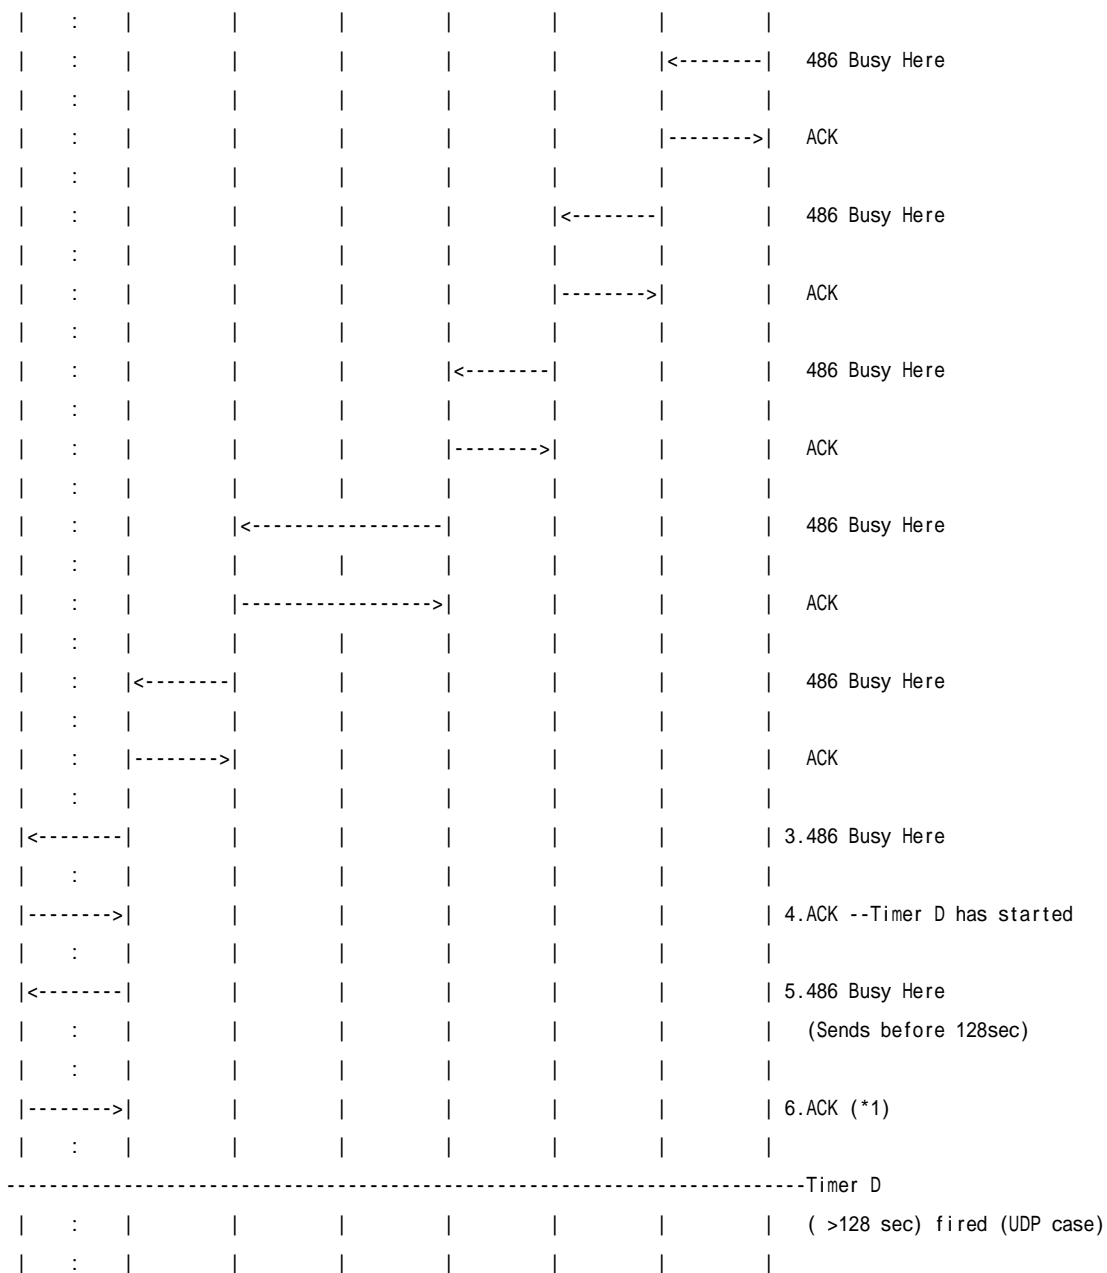 | : | | | | | | |
| : | | | | | |<--------| 486 Busy Here
| : | | | | | | |
| : | | | | | |-------->| ACK
| : | | | | | | |
| : | | | | |<--------| | 486 Busy Here
| : | | | | | | |
| : | | | | |-------->| | ACK
| : | | | | | | |
| : | | | |<--------| | | 486 Busy Here
| : | | | | | | |
| : | | | |-------->| | | ACK
| : | | | | | | |
| : | |<------------------| | | | 486 Busy Here
| : | | | | | | |
| : | |------------------>| | | | ACK
| : | | | | | | |
| : |<--------| | | | | | 486 Busy Here
| : | | | | | | |
| : |-------->| | | | | | ACK
| : | | | | | | |
|<--------| | | | | | | 3.486 Busy Here
| : | | | | | | |
|-------->| | | | | | | 4.ACK --Timer D has started
| : | | | | | | |
|<--------| | | | | | | 5.486 Busy Here
| : | | | | | | | (Sends before 128sec)
| : | | | | | | |
|-------->| | | | | | | 6.ACK (*1)
| : | | | | | | |
---------------------------------------------------------------------------Timer D
| : | | | | | | | ( >128 sec) fired (UDP case)
| : | | | | | | |